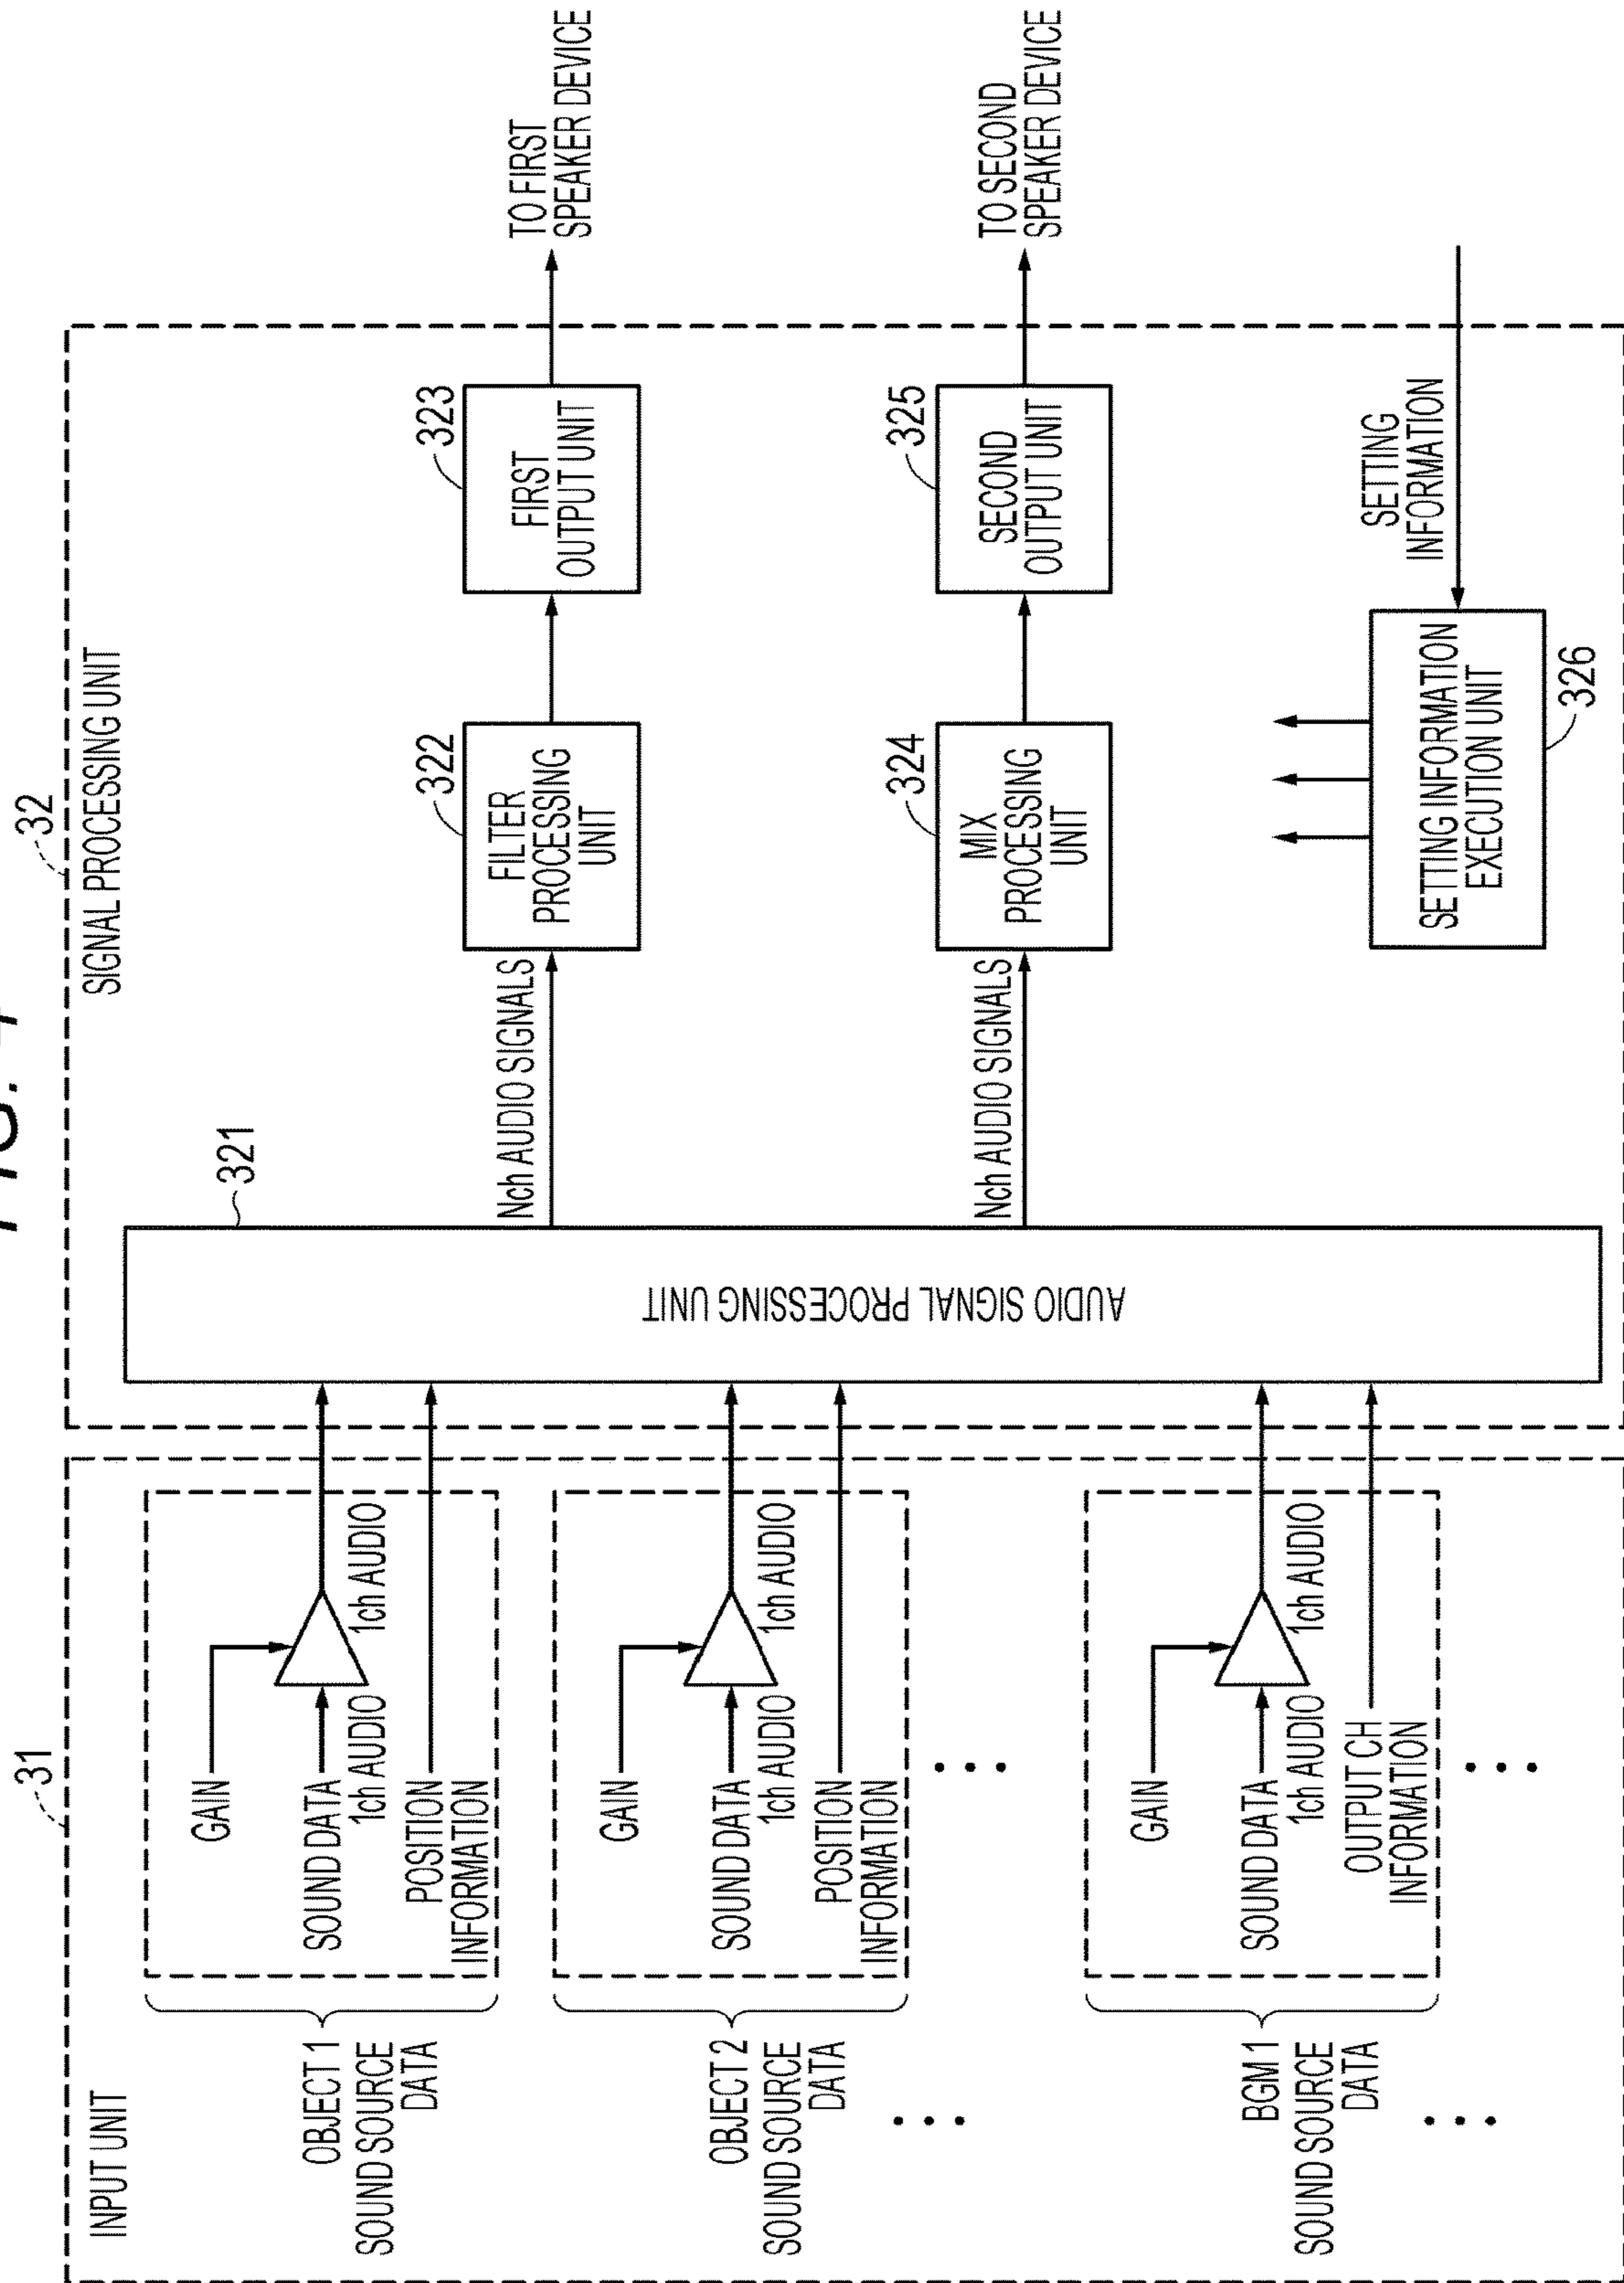 31
INPUT UNIT
OBJECT 1
SOUND SOURCE
DATA
GAIN
SOUND DATA
1ch AUDIO
1ch AUDIO
POSITION
INFORMATION
OBJECT 2
SOUND SOURCE
DATA
GAIN
SOUND DATA
1ch AUDIO
1ch AUDIO
POSITION
INFORMATION
BGM 1
SOUND SOURCE
DATA
GAIN
SOUND DATA
1ch AUDIO
1ch AUDIO
OUTPUT CH
INFORMATION
32
SIGNAL PROCESSING UNIT
321
AUDIO SIGNAL PROCESSING UNIT
Nch AUDIO SIGNALS
322
FILTER
PROCESSING
UNIT
323
FIRST
OUTPUT UNIT
TO FIRST
SPEAKER DEVICE
Nch AUDIO SIGNALS
324
MIX
PROCESSING
UNIT
325
SECOND
OUTPUT UNIT
TO SECOND
SPEAKER DEVICE
SETTING INFORMATION
EXECUTION UNIT
326
SETTING
INFORMATION